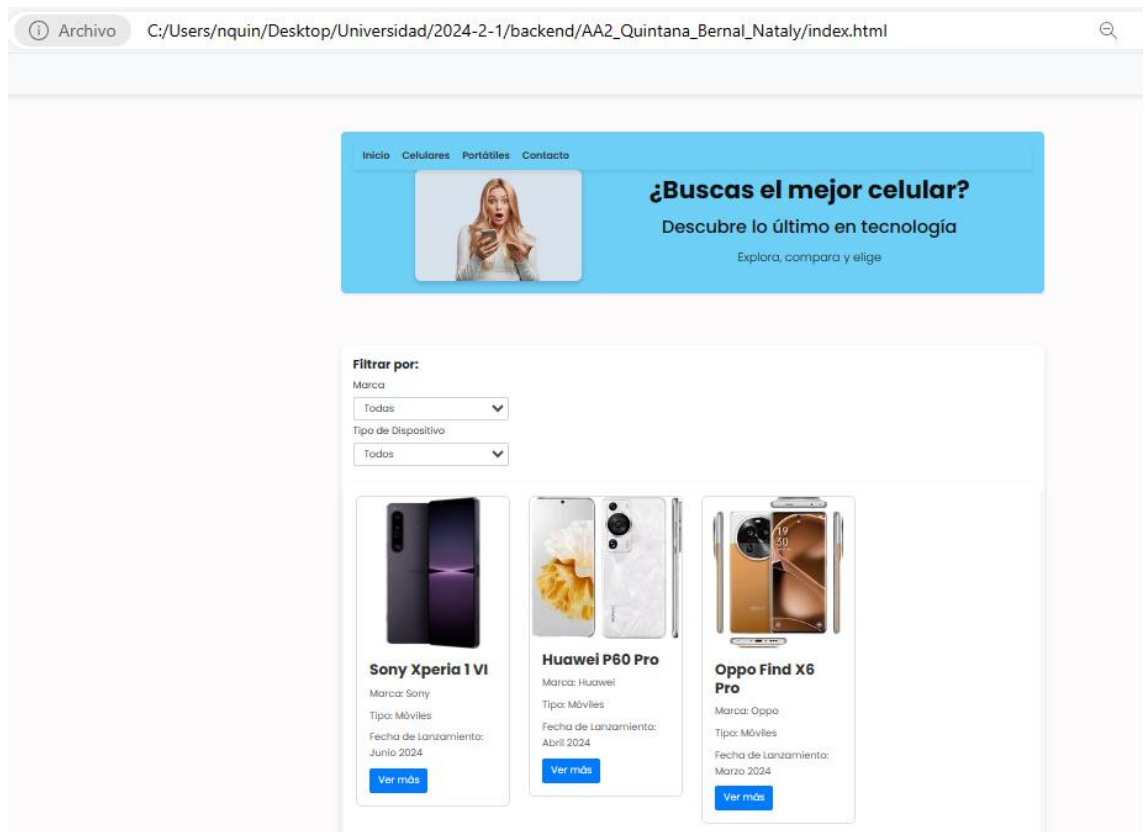 Archivo C:/Users/nquin/Desktop/Universidad/2024-2-1/backend/AA2_Quintana_Bernal_Nataly/index.html
Inicio Celulares Portátiles Contacto
¿Buscas el mejor celular?
Descubre lo último en tecnología
Explora, compara y elige
Filtrar por:
Marca
Todas
Tipo de Dispositivo
Todos
Sony Xperia 1 VI
Marca: Sony
Tipo: Móviles
Fecha de Lanzamiento:
Junio 2024
Ver más
Huawei P60 Pro
Marca: Huawei
Tipo: Móviles
Fecha de Lanzamiento:
Abril 2024
Ver más
19
30
Oppo Find X6
Pro
Marca: Oppo
Tipo: Móviles
Fecha de Lanzamiento:
Marzo 2024
Ver más